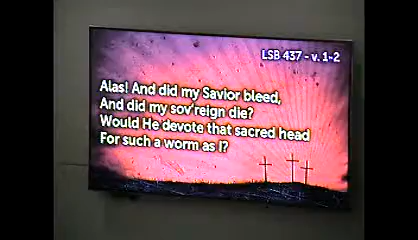 LSB 437 - v. 1-2
Alas! And did my Savior bleed,
And did my sov'reign die?
Would He devote that sacred head
For such a worm as I?